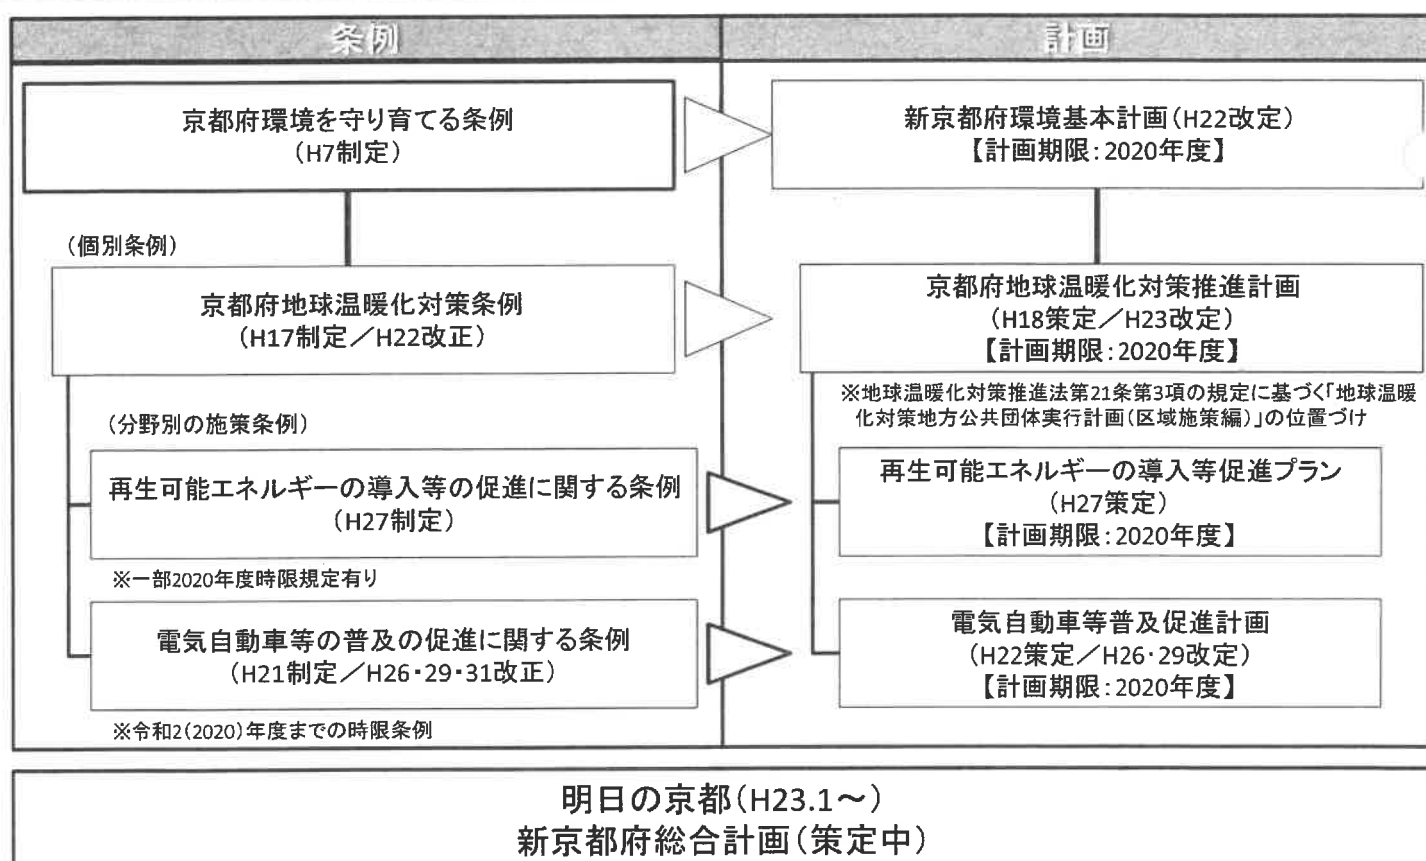 条例
計画
京都府環境を守り育てる条例
(H7制定)
新京都府環境基本計画(H22改定)
【計画期限:2020年度】
(個別条例)
京都府地球温暖化対策条例
(H17制定/H22改正)
京都府地球温暖化対策推進計画
(H18策定/H23改定)
【計画期限:2020年度】
※地球温暖化対策推進法第21条第3項の規定に基づく「地球温暖
化対策地方公共団体実行計画(区域施策編)」の位置づけ
(分野別の施策条例)
再生可能エネルギーの導入等の促進に関する条例
(H27制定)
※一部2020年度時限規定有り
再生可能エネルギーの導入等促進プラン
(H27策定)
【計画期限:2020年度】
電気自動車等の普及の促進に関する条例
(H21制定/H26・29・31改正)
※令和2(2020)年度までの時限条例
電気自動車等普及促進計画
(H22策定/H26・29改定)
【計画期限:2020年度】
明日の京都(H23.1~)
新京都府総合計画(策定中)